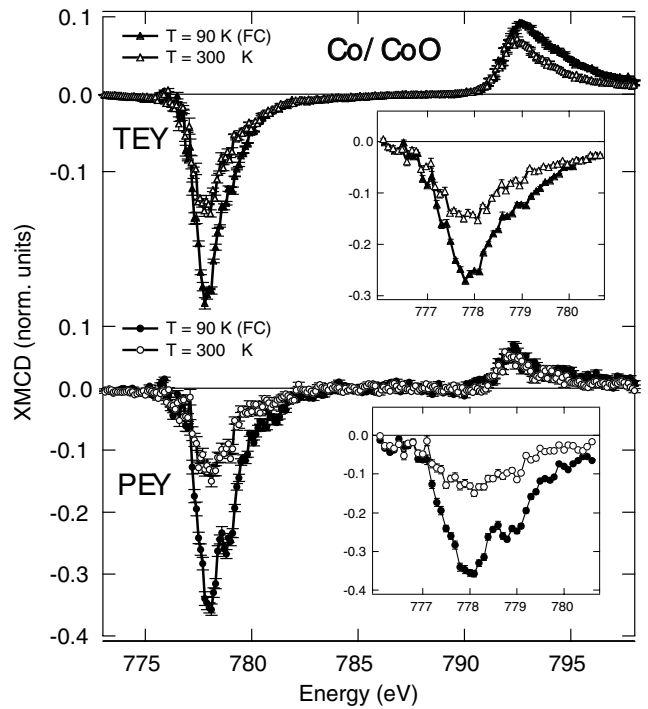 0.1
T = 90 K (FC)
T = 300 K
Co/ CoO
0.0
TEY
-0.1
0.0
-0.1
-0.2
-0.3
777 778 779 780
XMCD (norm. units)
0.1
T = 90 K (FC)
T = 300 K
0.0
-0.1
PEY
-0.2
-0.3
-0.4
0.0
-0.1
-0.2
-0.3
-0.4
777 778 779 780
775 780 785 790 795
Energy (eV)